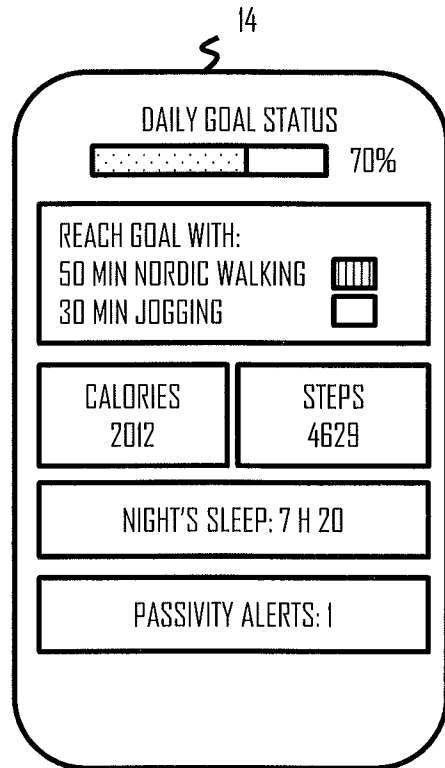 14
DAILY GOAL STATUS
70%
REACH GOAL WITH:
50 MIN NORDIC WALKING
30 MIN JOGGING
CALORIES
2012
STEPS
4629
NIGHT'S SLEEP: 7 H 20
PASSIVITY ALERTS: 1